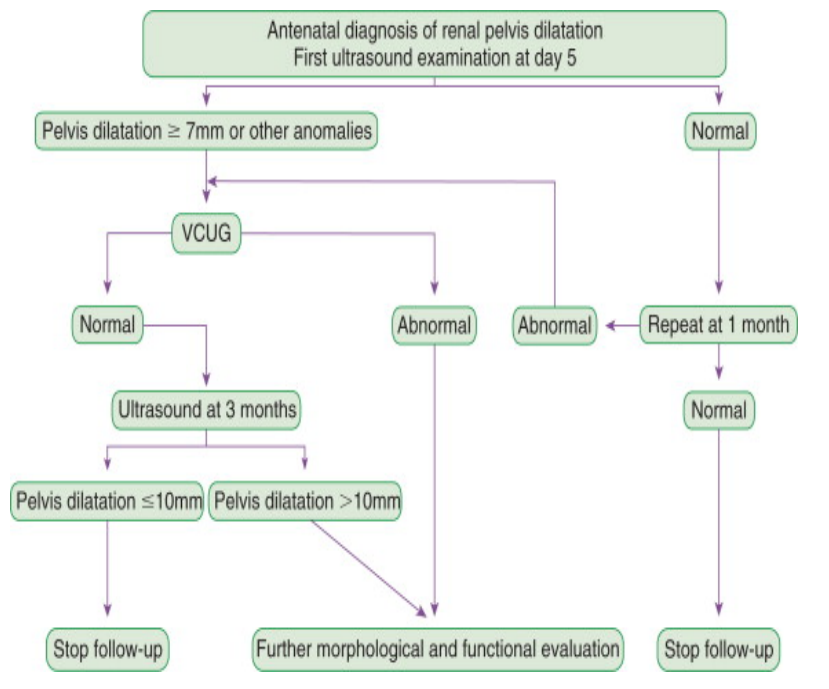 Antenatal diagnosis of renal pelvis dilatation
First ultrasound examination at day 5
Pelvis dilatation ≥ 7mm or other anomalies
Normal
VCUG
Normal
Abnormal
Abnormal
Repeat at 1 month
Ultrasound at 3 months
Normal
Pelvis dilatation ≤10mm
Pelvis dilatation >10mm
Stop follow-up
Further morphological and functional evaluation
Stop follow-up